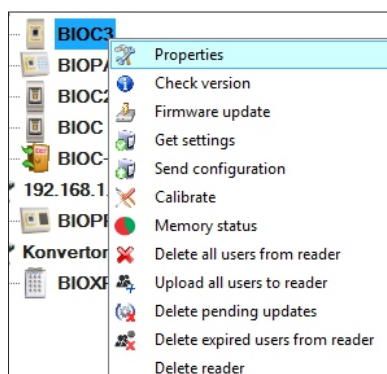 BIOC3
Properties
BIOPA
Check version
BIOC2
Firmware update
BIOC
Get settings
BIOC-
Send configuration
192.168.1.
Calibrate
BIOPR
Memory status
Konvertor
Delete all users from reader
BIOXR
Upload all users to reader
Delete pending updates
Delete expired users from reader
Delete reader